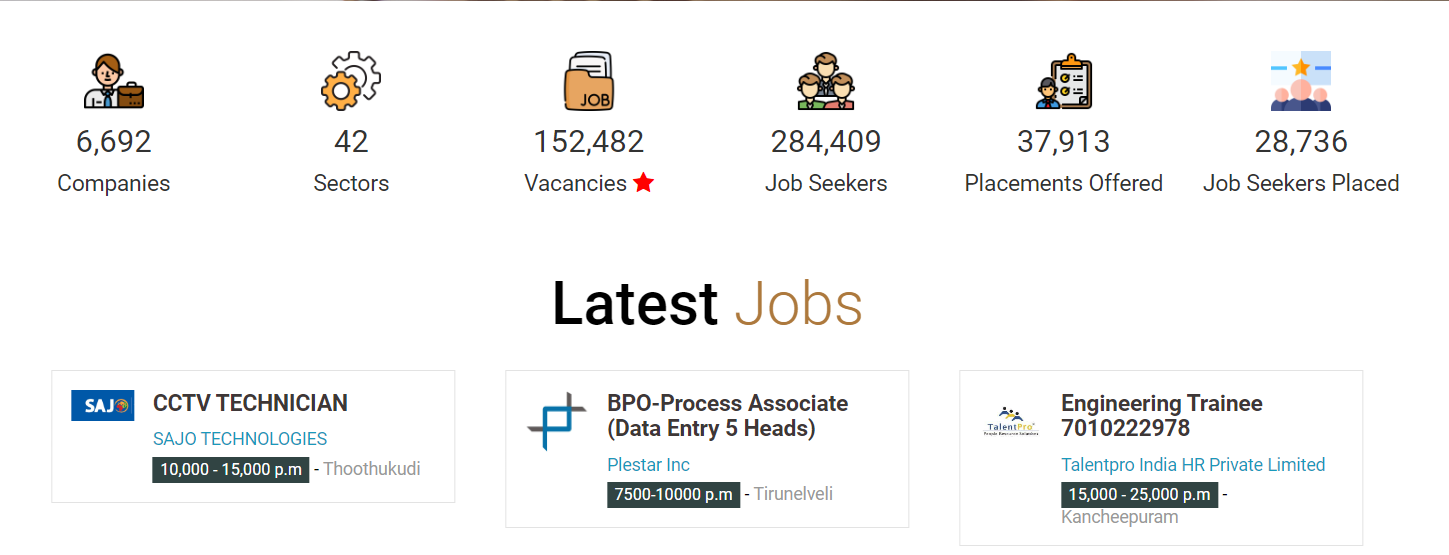 JOB
6,692
Companies
42
Sectors
152,482
Vacancies
284,409
Job Seekers
37,913
Placements Offered
28,736
Job Seekers Placed
Latest Jobs
SAJO
CCTV TECHNICIAN
SAJO TECHNOLOGIES
10,000 - 15,000 p.m - Thoothukudi
BPO-Process Associate
(Data Entry 5 Heads)
Plestar Inc
7500-10000 p.m - Tirunelveli
TalentPro
People Resource Solutions
Engineering Trainee
7010222978
Talentpro India HR Private Limited
15,000 - 25,000 p.m -
Kancheepuram